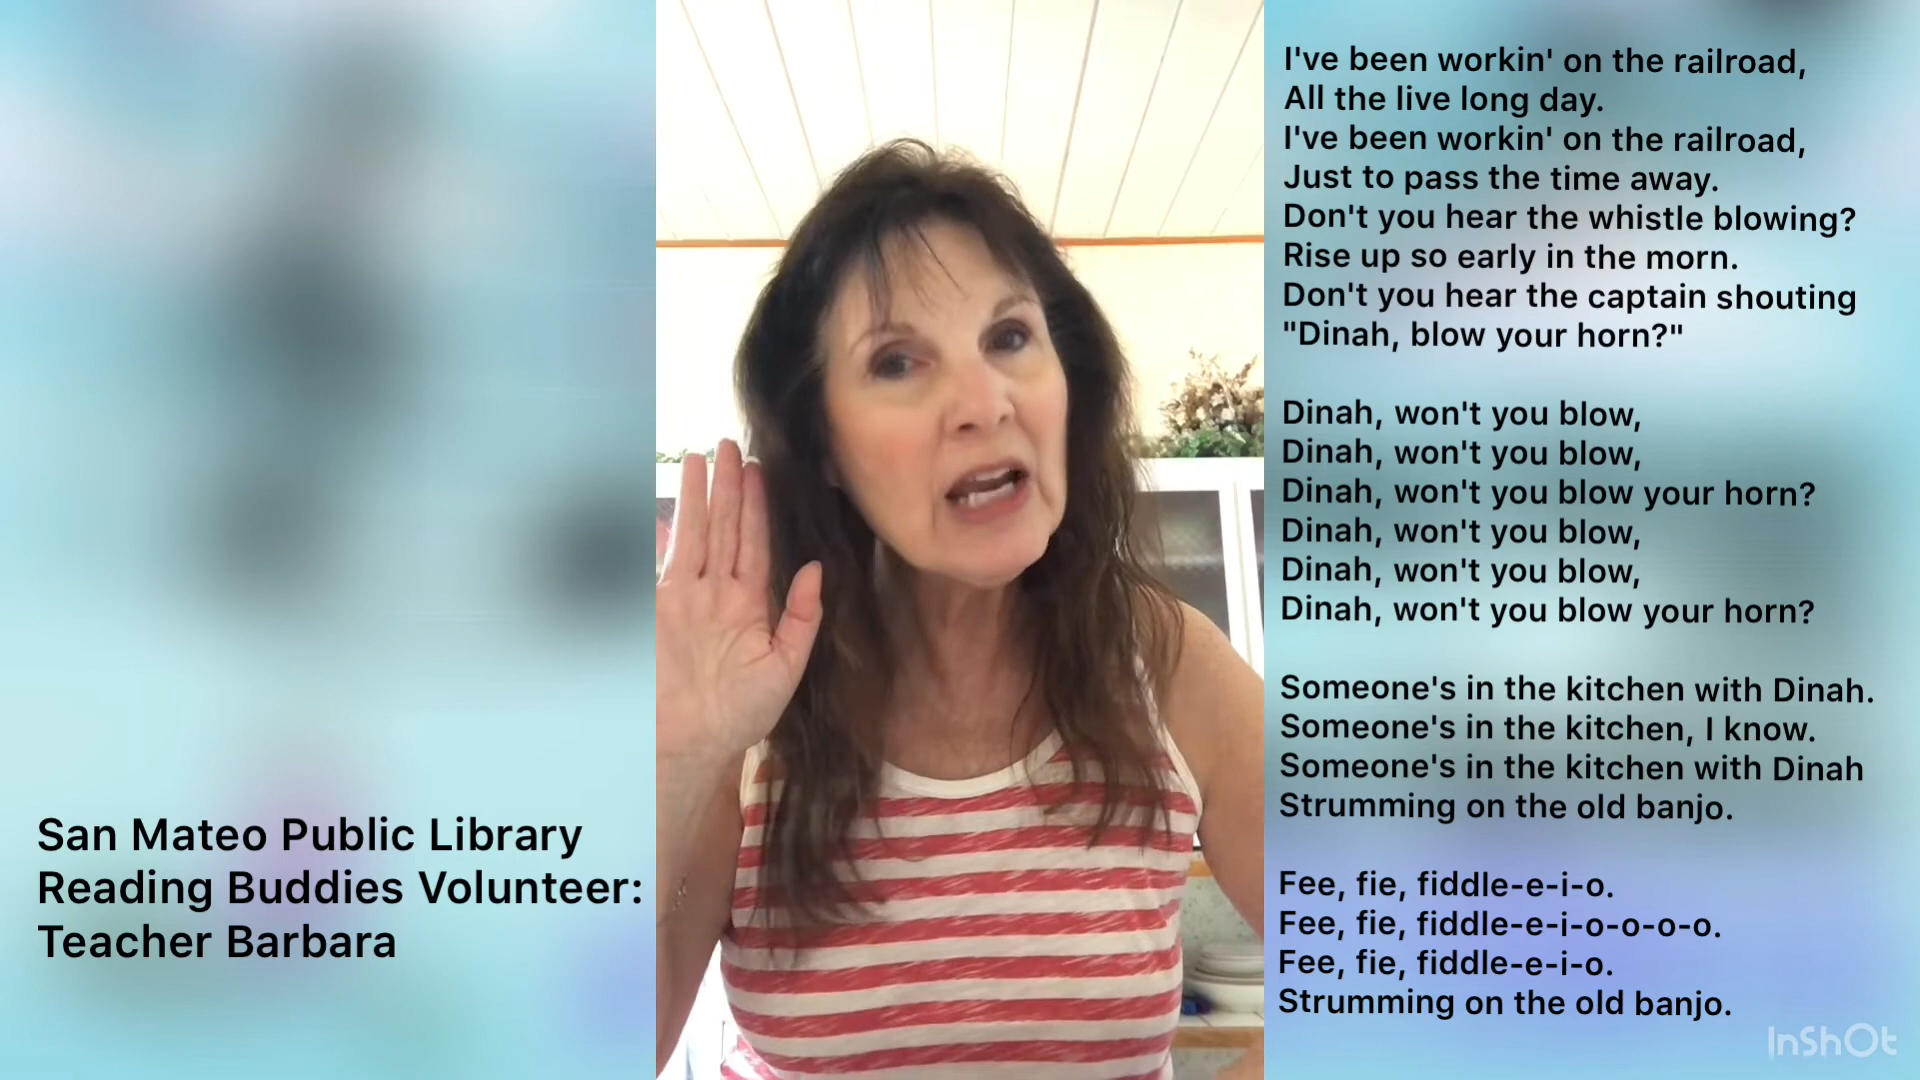 San Mateo Public Library
Reading Buddies Volunteer:
Teacher Barbara
I've been workin' on the railroad,
All the live long day.
I've been workin' on the railroad,
Just to pass the time away.
Don't you hear the whistle blowing?
Rise up so early in the morn.
Don't you hear the captain shouting
"Dinah, blow your horn?"
Dinah, won't you blow,
Dinah, won't you blow,
Dinah, won't you blow your horn?
Dinah, won't you blow,
Dinah, won't you blow,
Dinah, won't you blow your horn?
Someone's in the kitchen with Dinah.
Someone's in the kitchen, I know.
Someone's in the kitchen with Dinah
Strumming on the old banjo.
Fee, fie, fiddle-e-i-o.
Fee, fie, fiddle-e-i-o-o-o-o.
Fee, fie, fiddle-e-i-o.
Strumming on the old banjo.
InShOt